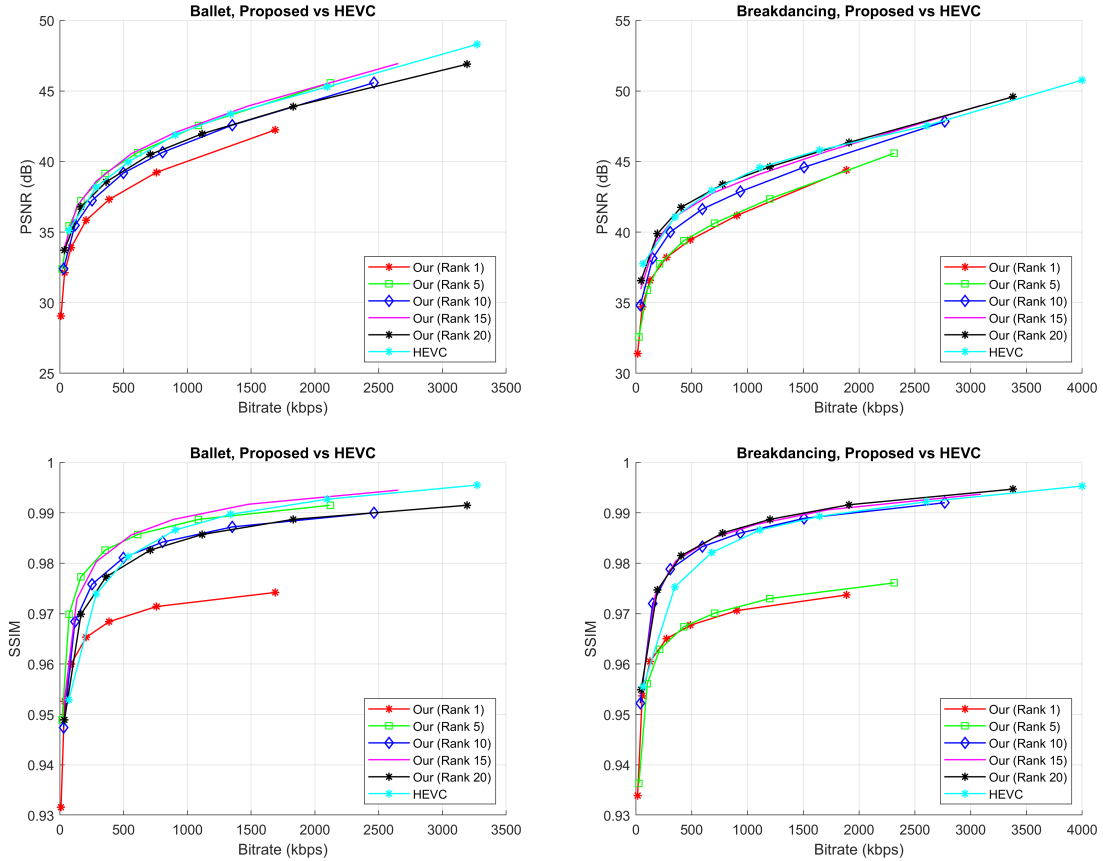 Ballet, Proposed vs HEVC
50
45
40
35
30
25
PSNR (dB)
0 500 1000 1500 2000 2500 3000 3500
Bitrate (kbps)
Our (Rank 1)
Our (Rank 5)
Our (Rank 10)
Our (Rank 15)
Our (Rank 20)
HEVC
Breakdancing, Proposed vs HEVC
55
50
45
40
35
30
PSNR (dB)
0 500 1000 1500 2000 2500 3000 3500 4000
Bitrate (kbps)
Our (Rank 1)
Our (Rank 5)
Our (Rank 10)
Our (Rank 15)
Our (Rank 20)
HEVC
Ballet, Proposed vs HEVC
1
0.99
0.98
0.97
0.96
0.95
0.94
0.93
SSIM
0 500 1000 1500 2000 2500 3000 3500
Bitrate (kbps)
Our (Rank 1)
Our (Rank 5)
Our (Rank 10)
Our (Rank 15)
Our (Rank 20)
HEVC
Breakdancing, Proposed vs HEVC
1
0.99
0.98
0.97
0.96
0.95
0.94
0.93
SSIM
0 500 1000 1500 2000 2500 3000 3500 4000
Bitrate (kbps)
Our (Rank 1)
Our (Rank 5)
Our (Rank 10)
Our (Rank 15)
Our (Rank 20)
HEVC